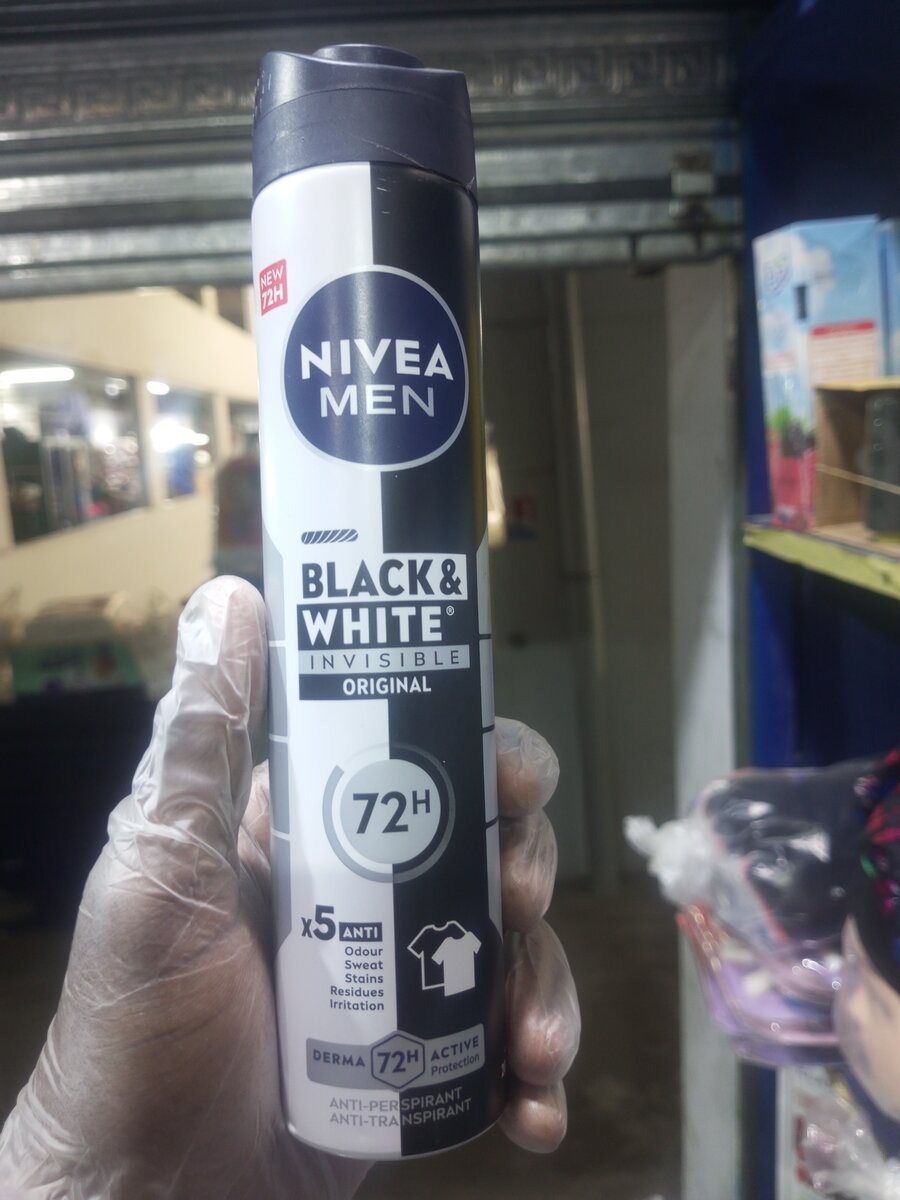 NEW
72H
NIVEA
MEN
BLACK &
WHITE®
INVISIBLE
ORIGINAL
72H
x5 ANTI
Odour
Sweat
Stains
Residues
Irritation
DERMA 72H ACTIVE
Protection
ANTI-PERSPIRANT
ANTI-TRANSPIRANT